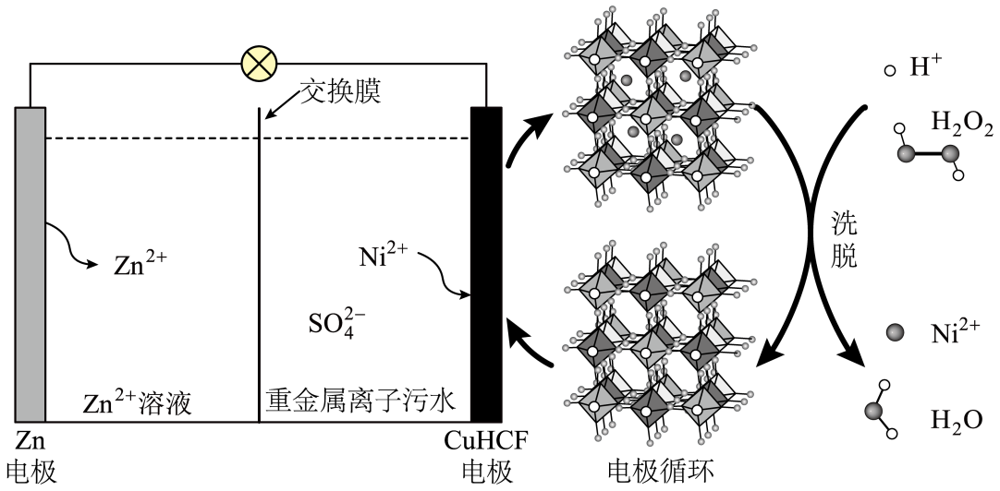 交换膜
H⁺
H₂O₂
洗
脱
Zn²⁺
Ni²⁺
SO₄²⁻
Ni²⁺
Zn²⁺溶液
重金属离子污水
H₂O
Zn
电极
CuHCF
电极
电极循环